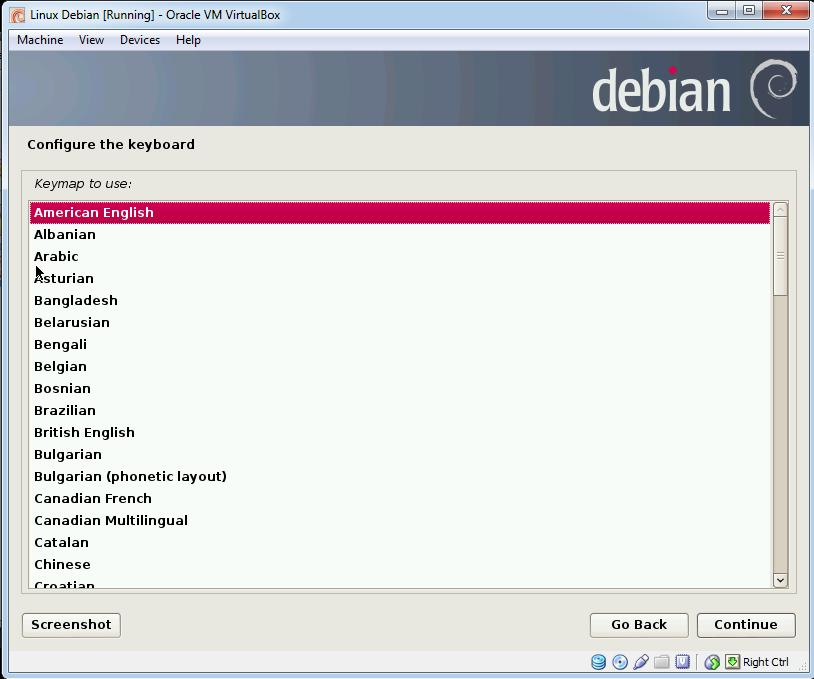 Linux Debian [Running] - Oracle VM VirtualBox
Machine View Devices Help
debian
Configure the keyboard
Keymap to use:
American English
Albanian
Arabic
Asturian
Bangladesh
Belarusian
Bengali
Belgian
Bosnian
Brazilian
British English
Bulgarian
Bulgarian (phonetic layout)
Canadian French
Canadian Multilingual
Catalan
Chinese
Croatian
Screenshot Go Back Continue
Right Ctrl